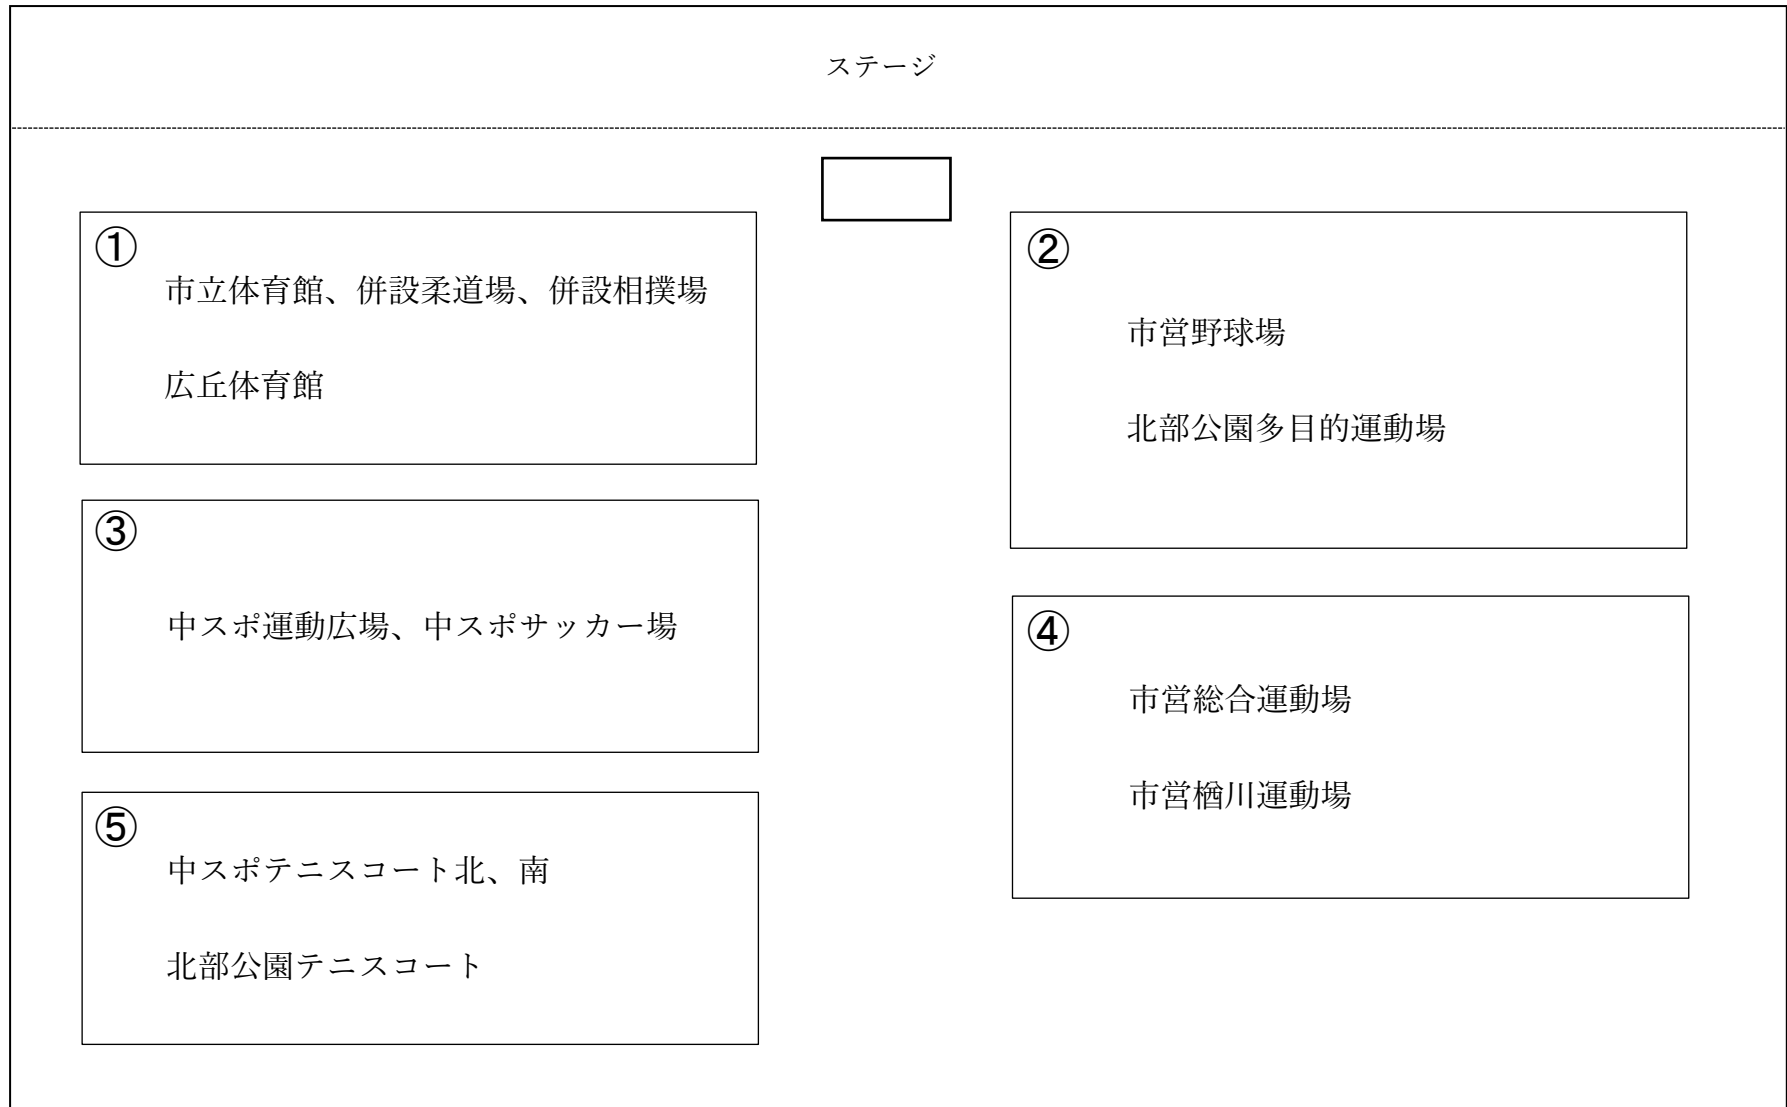 ステージ
①
市立体育館、併設柔道場、併設相撲場
広丘体育館
②
市営野球場
北部公園多目的運動場
③
中スポ運動広場、中スポサッカー場
④
市営総合運動場
市営楢川運動場
⑤
中スポテニスコート北、南
北部公園テニスコート